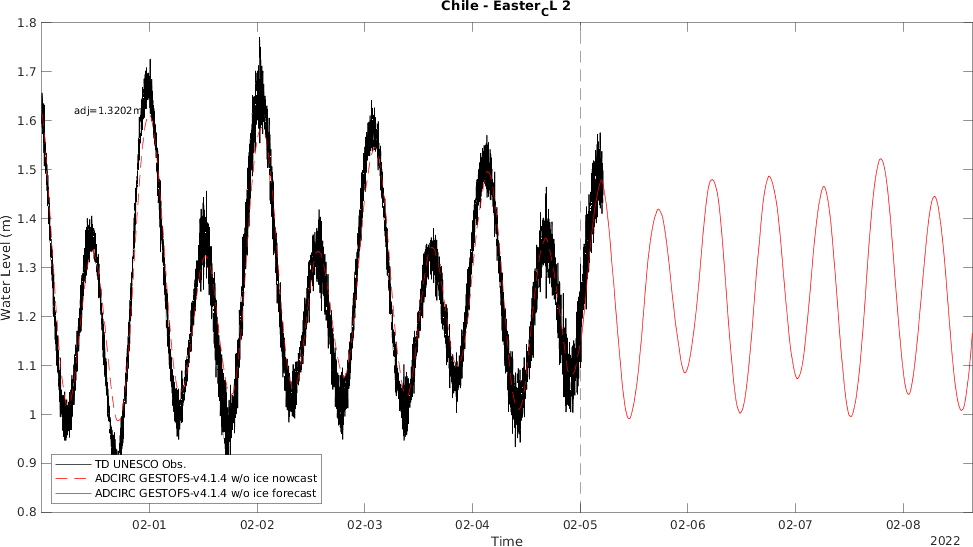 Chile - EasterCL 2
1.8
1.7
1.6
1.5
1.4
1.3
1.2
1.1
1
0.9
0.8
Water Level (m)
adj=1.3202m
TD UNESCO Obs.
ADCIRC GESTOFS-v4.1.4 w/o ice nowcast
ADCIRC GESTOFS-v4.1.4 w/o ice forecast
02-01 02-02 02-03 02-04 02-05 02-06 02-07 02-08
Time
2022